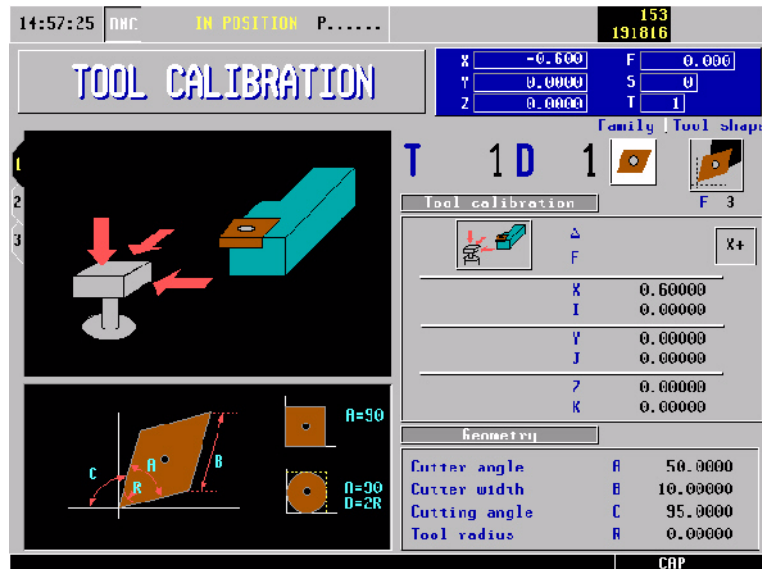 14:57:25 DNC IN POSITION P......
153
191816
TOOL CALIBRATION
X -0.600 F 0.000
Y 0.0000 S 0
Z 0.0000 T 1
Family Tool shap
1
2
3
T 1 D 1
F 3
Tool calibration
Δ
F
X+
X 0.60000
I 0.00000
Y 0.00000
J 0.00000
Z 0.00000
K 0.00000
A=90
A=90
D=2R
A
B
C
R
Geometry
Cutter angle A 50.0000
Cutter width B 10.0000
Cutting angle C 95.0000
Tool radius R 0.00000
CAP